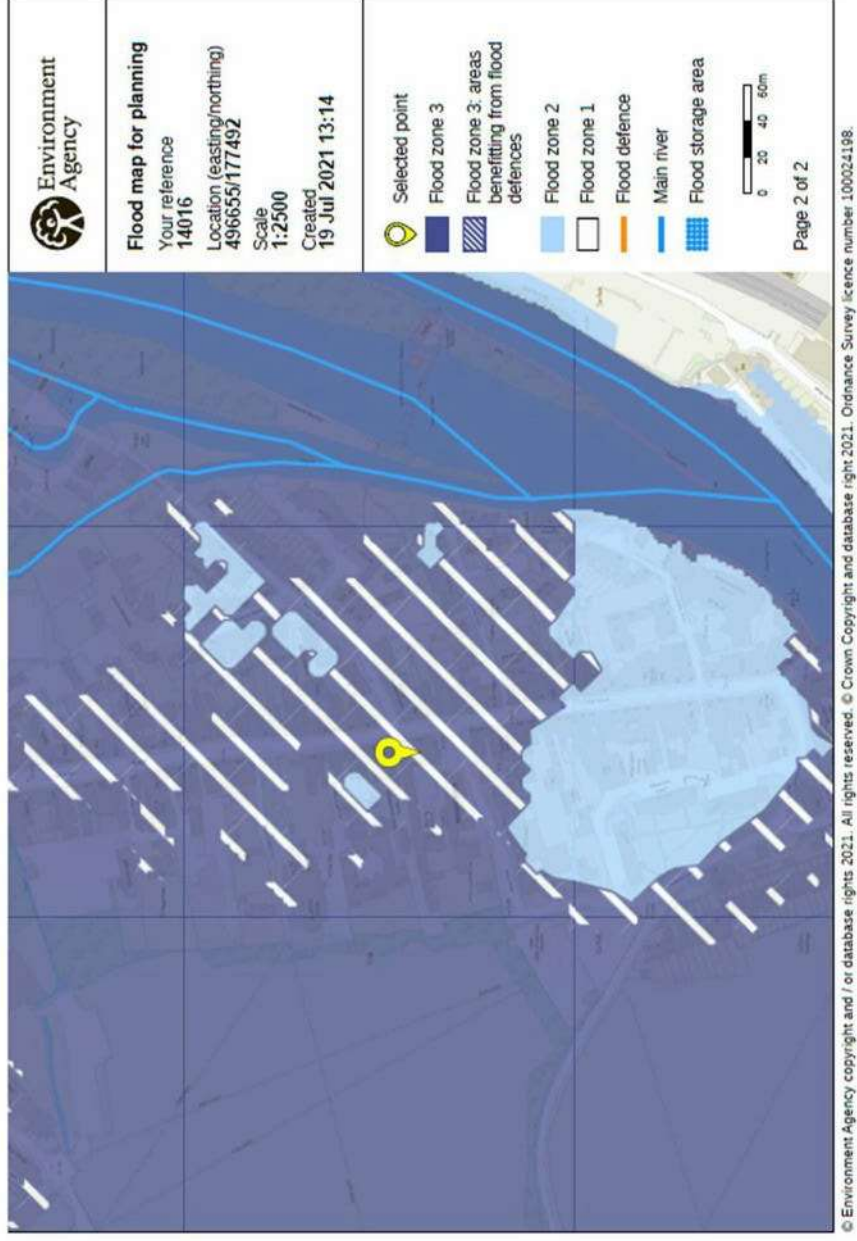 Environment
Agency
Flood map for planning
Your reference
14016
Location (easting/northing)
496655/177492
Scale
1:2500
Created
19 Jul 2021 13:14
Selected point
Flood zone 3
Flood zone 3: areas
benefitting from flood
defences
Flood zone 2
Flood zone 1
Flood defence
Main river
Flood storage area
0 20 40 60m
Page 2 of 2
© Environment Agency copyright and / or database rights 2021. All rights reserved. © Crown Copyright and database right 2021. Ordnance Survey licence number 100024198.